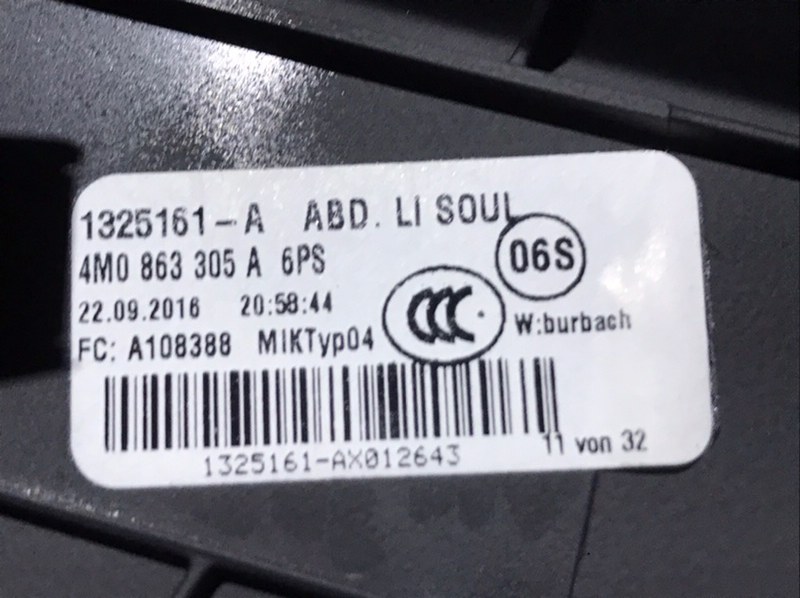 1325161-A ABD. LI SOUL
4M0 863 305 A 6PS
06S
22.09.2016 20:58:44
CCC
W:burbach
FC: A108388 MIKTyp04
1325161-AX012643
11 von 32